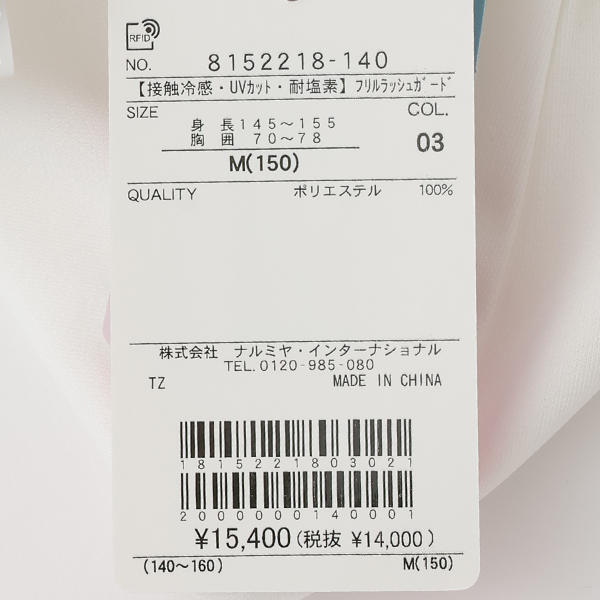 RFID
NO. 8152218-140
【接触冷感・UVカット・耐塩素】フリルラッシュガード
SIZE COL.
身 長 145～155
胸 囲 70～78 03
M(150)
QUALITY ポリエステル 100%
株式会社 ナルミヤ・インターナショナル
TEL.0120-985-080
TZ MADE IN CHINA
1815221803021
2000000140001
¥15,400(税抜 ¥14,000)
(140～160) M(150)